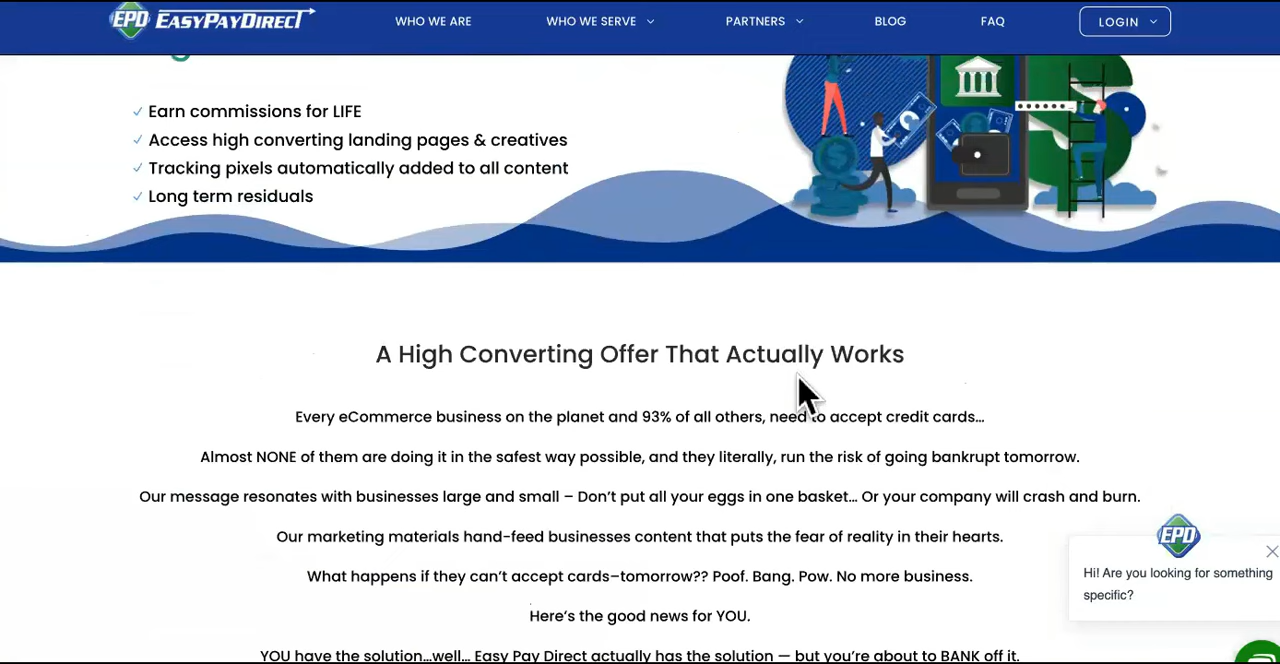 EPD EASYPAYDIRECT
WHO WE ARE
WHO WE SERVE
PARTNERS
BLOG
FAQ
LOGIN
Earn commissions for LIFE
Access high converting landing pages & creatives
Tracking pixels automatically added to all content
Long term residuals
A High Converting Offer That Actually Works
Every eCommerce business on the planet and 93% of all others, need to accept credit cards...
Almost NONE of them are doing it in the safest way possible, and they literally, run the risk of going bankrupt tomorrow.
Our message resonates with businesses large and small – Don't put all your eggs in one basket... Or your company will crash and burn.
Our marketing materials hand-feed businesses content that puts the fear of reality in their hearts.
What happens if they can't accept cards–tomorrow?? Poof. Bang. Pow. No more business.
Here's the good news for YOU.
YOU have the solution...well... Easy Pay Direct actually has the solution — but you're about to BANK off it.
EPD
Hi! Are you looking for something
specific?